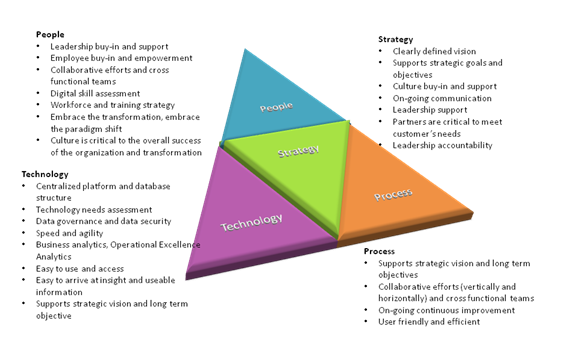 People
• Leadership buy-in and support
• Employee buy-in and empowerment
• Collaborative efforts and cross
functional teams
• Digital skill assessment
• Workforce and training strategy
• Embrace the transformation, embrace
the paradigm shift
• Culture is critical to the overall success
of the organization and transformation
Strategy
• Clearly defined vision
• Supports strategic goals and
objectives
• Culture buy-in and support
• On-going communication
• Leadership support
• Partners are critical to meet
customer's needs
• Leadership accountability
People
Strategy
Technology
Process
Technology
• Centralized platform and database
structure
• Technology needs assessment
• Data governance and data security
• Speed and agility
• Business analytics, Operational Excellence
Analytics
• Easy to use and access
• Easy to arrive at insight and useable
information
• Supports strategic vision and long term
objective
Process
• Supports strategic vision and long term
objectives
• Collaborative efforts (vertically and
horizontally) and cross functional teams
• On-going continuous improvement
• User friendly and efficient